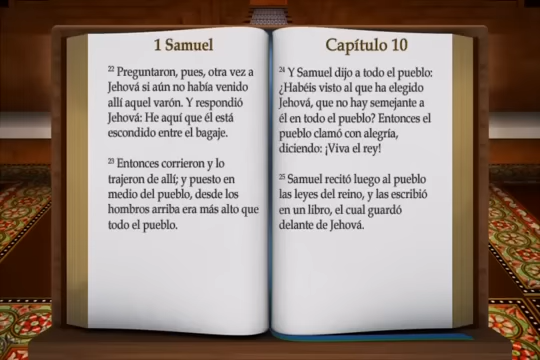 1 Samuel
22 Preguntaron, pues, otra vez a
Jehová si aún no había venido
allí aquel varón. Y respondió
Jehová: He aquí que él está
escondido entre el bagaje.
23 Entonces corrieron y lo
trajeron de allí; y puesto en
medio del pueblo, desde los
hombros arriba era más alto que
todo el pueblo.
Capítulo 10
24 Y Samuel dijo a todo el pueblo:
¿Habéis visto al que ha elegido
Jehová, que no hay semejante a
él en todo el pueblo? Entonces el
pueblo clamó con alegría,
diciendo: ¡Viva el rey!
25 Samuel recitó luego al pueblo
las leyes del reino, y las escribió
en un libro, el cual guardó
delante de Jehová.